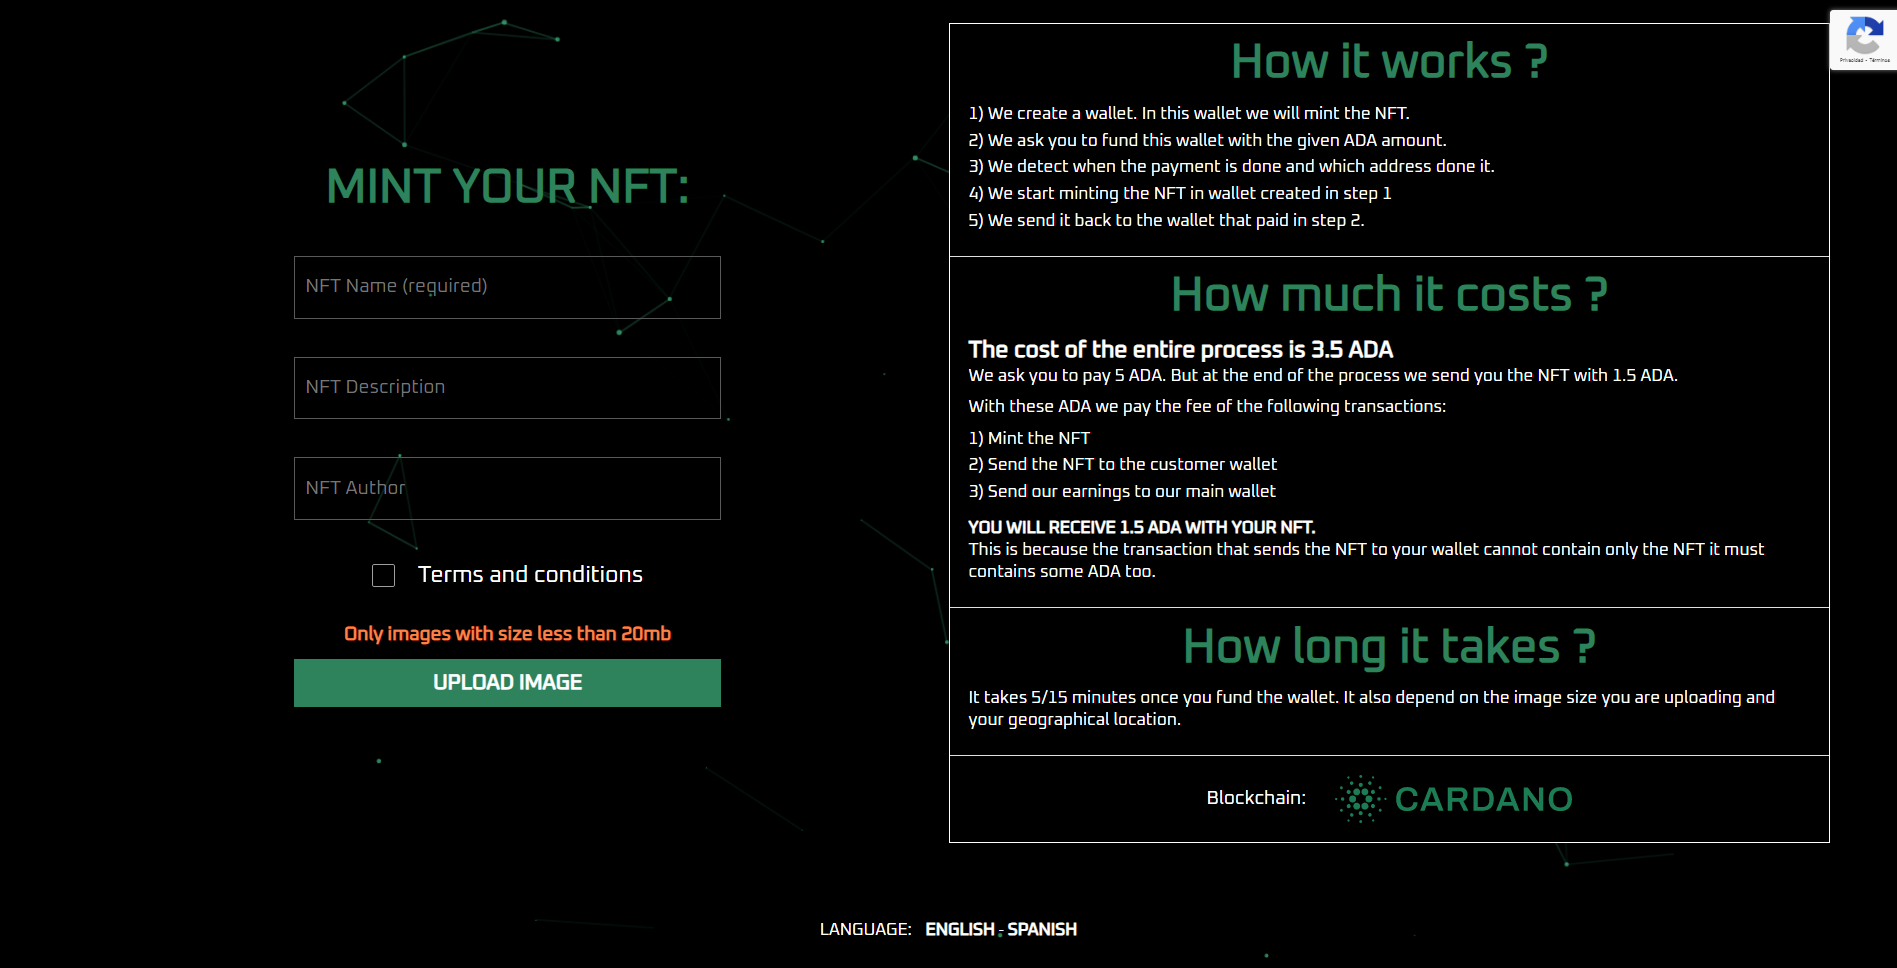 MINT YOUR NFT:
NFT Name (required)
NFT Description
NFT Author
Terms and conditions
Only images with size less than 20mb
UPLOAD IMAGE
How it works ?
1) We create a wallet. In this wallet we will mint the NFT.
2) We ask you to fund this wallet with the given ADA amount.
3) We detect when the payment is done and which address done it.
4) We start minting the NFT in wallet created in step 1
5) We send it back to the wallet that paid in step 2.
How much it costs ?
The cost of the entire process is 3.5 ADA
We ask you to pay 5 ADA. But at the end of the process we send you the NFT with 1.5 ADA.
With these ADA we pay the fee of the following transactions:
1) Mint the NFT
2) Send the NFT to the customer wallet
3) Send our earnings to our main wallet
YOU WILL RECEIVE 1.5 ADA WITH YOUR NFT.
This is because the transaction that sends the NFT to your wallet cannot contain only the NFT it must
contains some ADA too.
How long it takes ?
It takes 5/15 minutes once you fund the wallet. It also depend on the image size you are uploading and
your geographical location.
Blockchain: CARDANO
Privacidad - Términos
LANGUAGE: ENGLISH - SPANISH